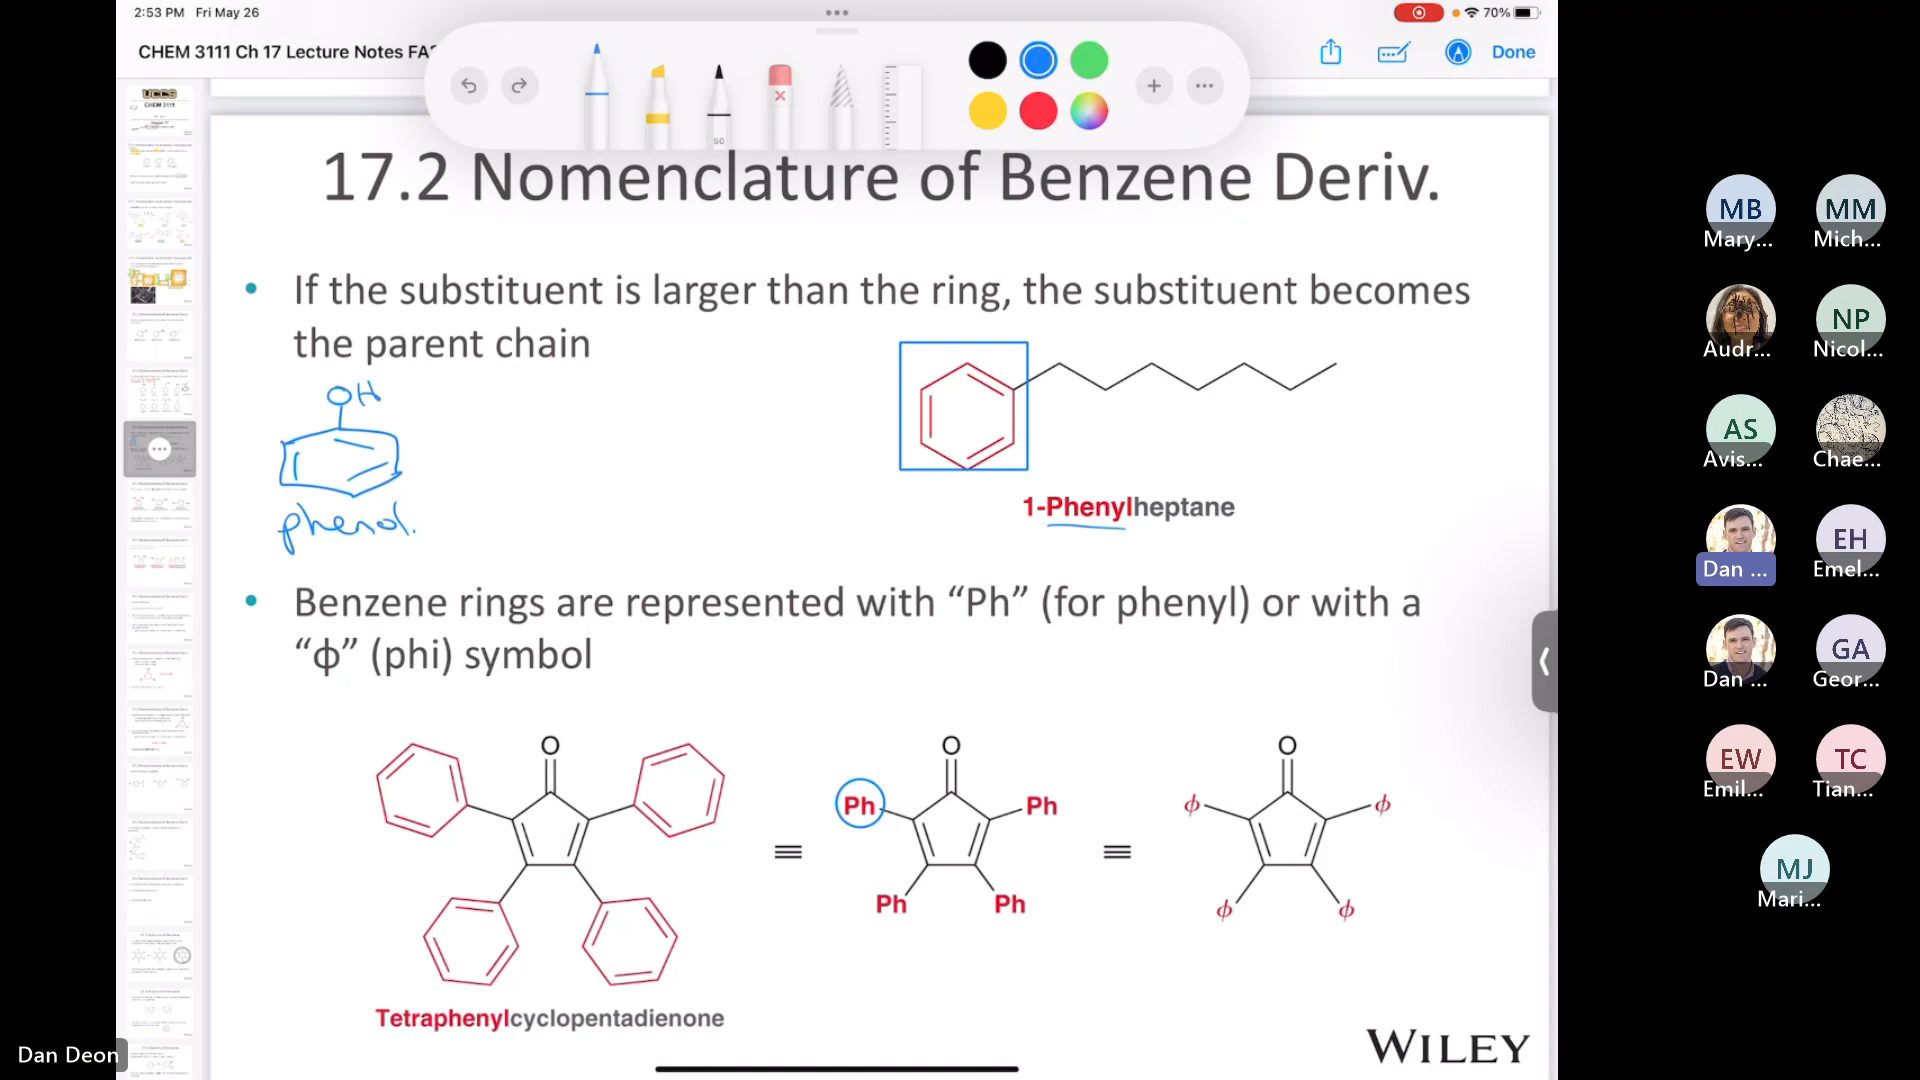 2:53 PM Fri May 26
70%
CHEM 3111 Ch 17 Lecture Notes FA
Done
50
UCCS
CHEM 3111
17.2 Nomenclature of Benzene Deriv.
• If the substituent is larger than the ring, the substituent becomes
the parent chain
OH
phenol.
1-Phenylheptane
• Benzene rings are represented with “Ph” (for phenyl) or with a
“ϕ” (phi) symbol
O
O
O
Ph
Ph
ϕ
ϕ
≡
≡
Ph
Ph
ϕ
ϕ
Tetraphenylcyclopentadienone
WILEY
MB
MM
Mary...
Mich...
NP
Audr...
Nicol...
AS
Avis...
Chae...
EH
Dan ...
Emel...
GA
Dan ...
Geor...
EW
TC
Emil...
Tian...
MJ
Mari...
Dan Deon